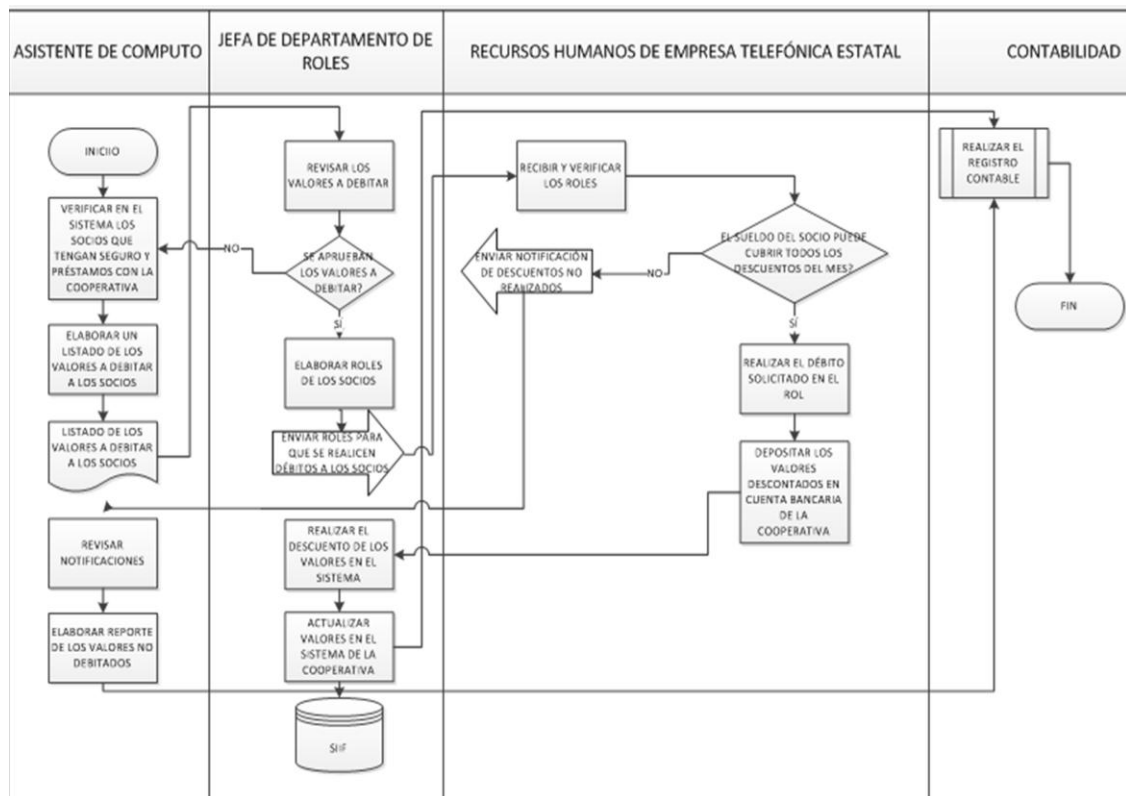 ASISTENTE DE COMPUTO
JEFA DE DEPARTAMENTO DE
ROLES
RECURSOS HUMANOS DE EMPRESA TELEFÓNICA ESTATAL
CONTABILIDAD
INICIIO
VERIFICAR EN EL
SISTEMA LOS
SOCIOS QUE
TENGAN SEGURO Y
PRÉSTAMOS CON LA
COOPERATIVA
ELABORAR UN
LISTADO DE LOS
VALORES A DEBITAR
A LOS SOCIOS
LISTADO DE LOS
VALORES A DEBITAR
A LOS SOCIOS
REVISAR
NOTIFICACIONES
ELABORAR REPORTE
DE LOS VALORES NO
DEBITADOS
REVISAR LOS
VALORES A DEBITAR
SE APRUEBAN
LOS VALORES A
DEBITAR?
NO
SÍ
ELABORAR ROLES
DE LOS SOCIOS
ENVIAR ROLES PARA
QUE SE REALICEN
DÉBITOS A LOS SOCIOS
REALIZAR EL
DESCUENTO DE LOS
VALORES EN EL
SISTEMA
ACTUALIZAR
VALORES EN EL
SISTEMA DE LA
COOPERATIVA
SIIF
RECIBIR Y VERIFICAR
LOS ROLES
EL SUELDO DEL SOCIO PUEDE
CUBRIR TODOS LOS
DESCUENTOS DEL MES?
NO
ENVIAR NOTIFICACIÓN
DE DESCUENTOS NO
REALIZADOS
SÍ
REALIZAR EL DÉBITO
SOLICITADO EN EL
ROL
DEPOSITAR LOS
VALORES
DESCONTADOS EN
CUENTA BANCARIA
DE LA
COOPERATIVA
REALIZAR EL
REGISTRO
CONTABLE
FIN